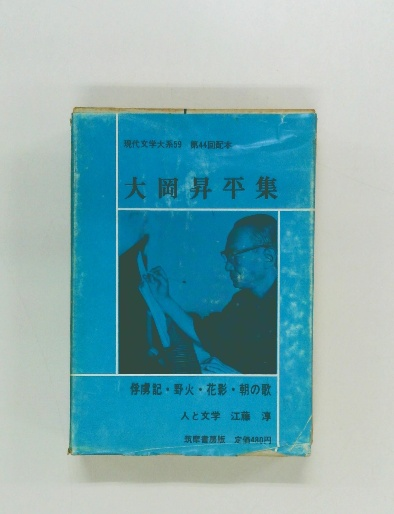 現代文学大系59 第44回配本
大岡昇平集
俘虜記・野火・花影・朝の歌
人と文学 江藤 淳
筑摩書房版 定価480円